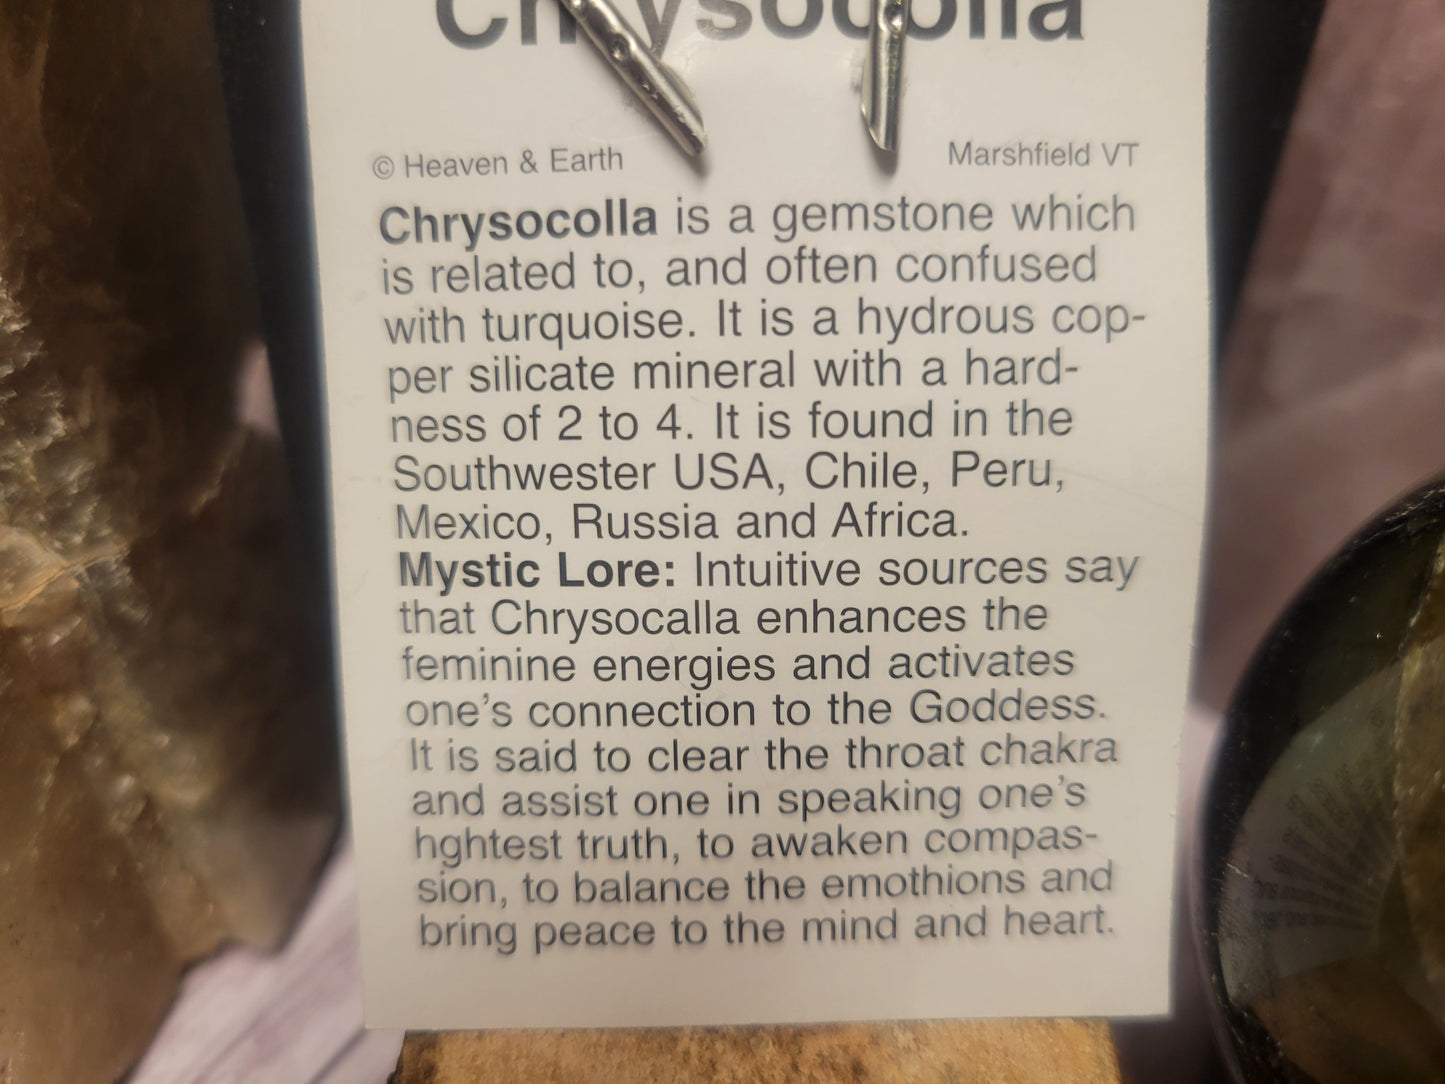 Chrysocolla
© Heaven & Earth Marshfield VT
Chrysocolla is a gemstone which
is related to, and often confused
with turquoise. It is a hydrous cop-
per silicate mineral with a hard-
ness of 2 to 4. It is found in the
Southwester USA, Chile, Peru,
Mexico, Russia and Africa.
Mystic Lore: Intuitive sources say
that Chrysocalla enhances the
feminine energies and activates
one's connection to the Goddess.
It is said to clear the throat chakra
and assist one in speaking one's
hghtest truth, to awaken compas-
sion, to balance the emothions and
bring peace to the mind and heart.